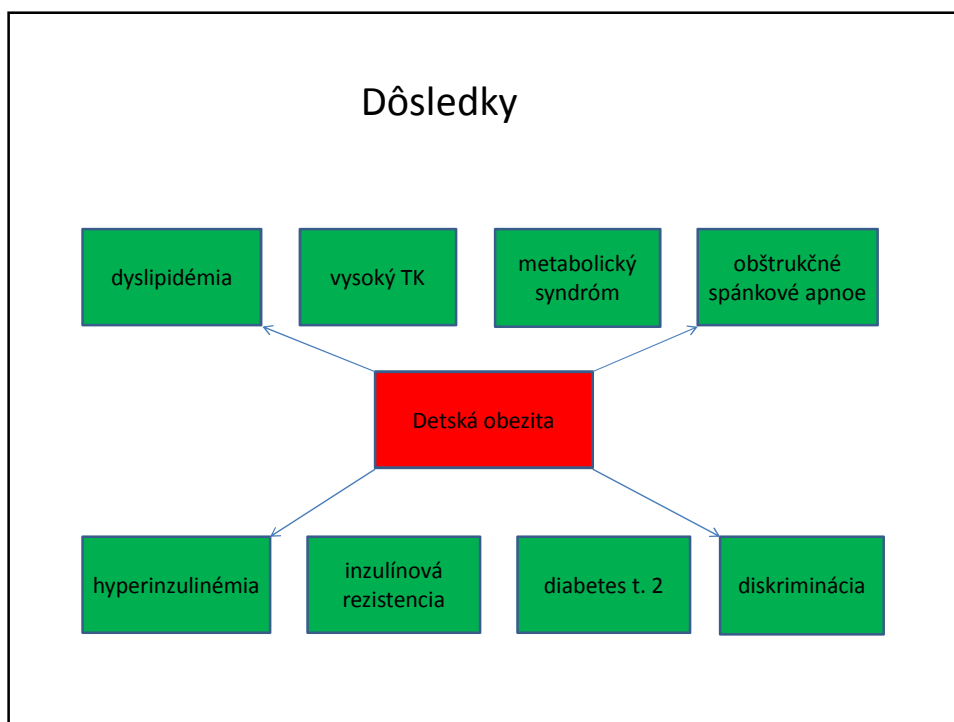 Dôsledky
dyslipidémia
vysoký TK
metabolický
syndróm
obštrukčné
spánkové apnoe
Detská obezita
hyperinzulinémia
inzulínová
rezistencia
diabetes t. 2
diskriminácia